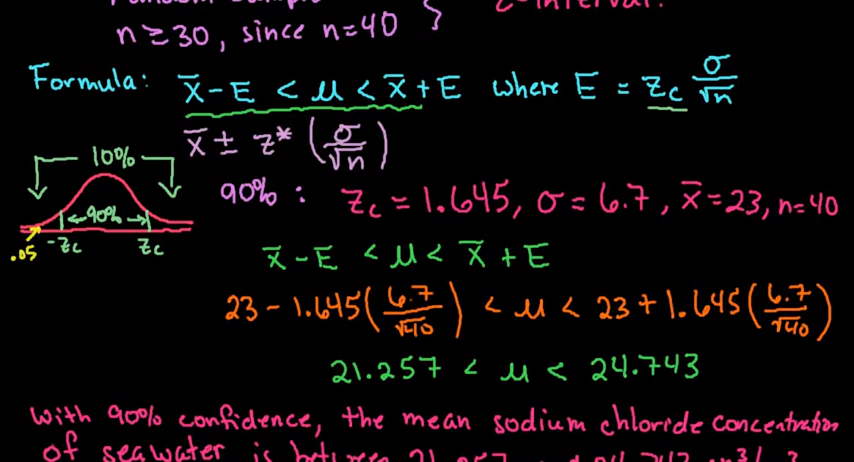 n ≥ 30, since n=40 }
Formula: x̄-E < μ < x̄+E where E = z_c σ/√n
x̄ ± z* (σ/√n)
10%
90% : z_c = 1.645, σ = 6.7, x̄ = 23, n=40
90%
.05 -z_c z_c
x̄-E < μ < x̄+E
23 - 1.645(6.7/√40) < μ < 23 + 1.645(6.7/√40)
21.257 < μ < 24.743
With 90% confidence, the mean sodium chloride concentration
of seawater is between